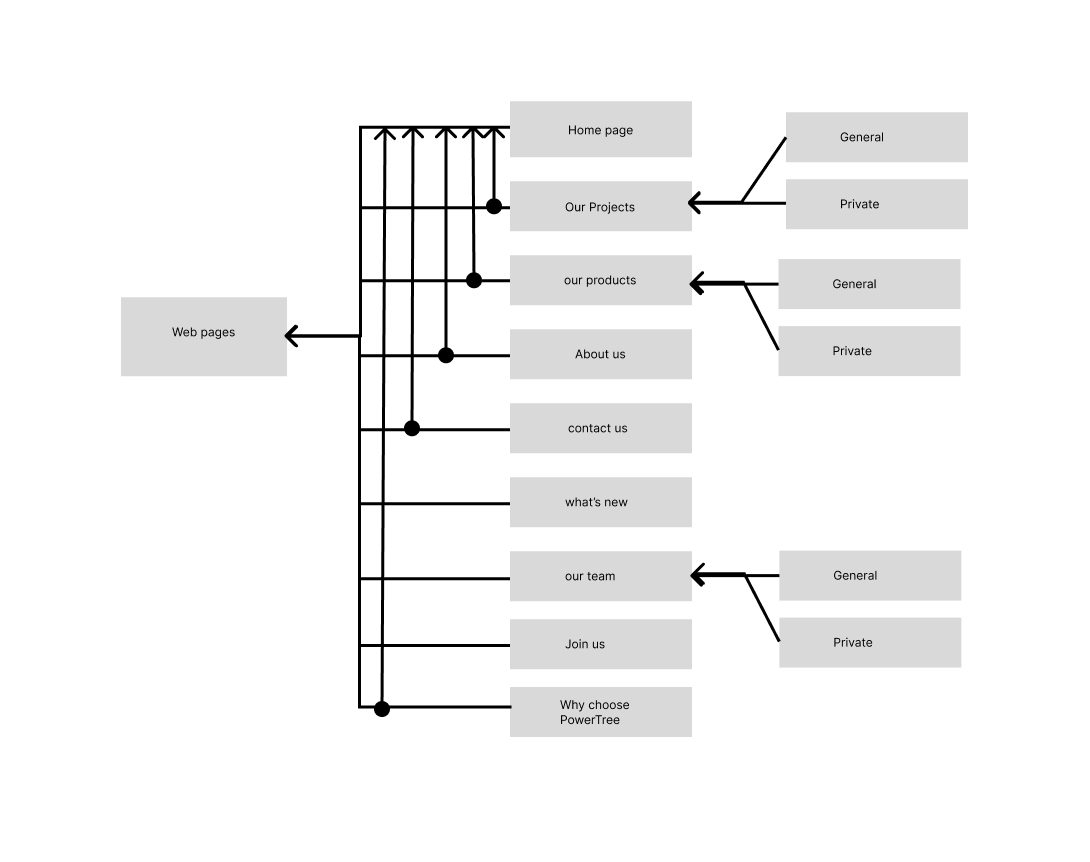 Home page
General
Our Projects
Private
our products
General
Web pages
About us
Private
contact us
what's new
our team
General
Join us
Private
Why choose
PowerTree